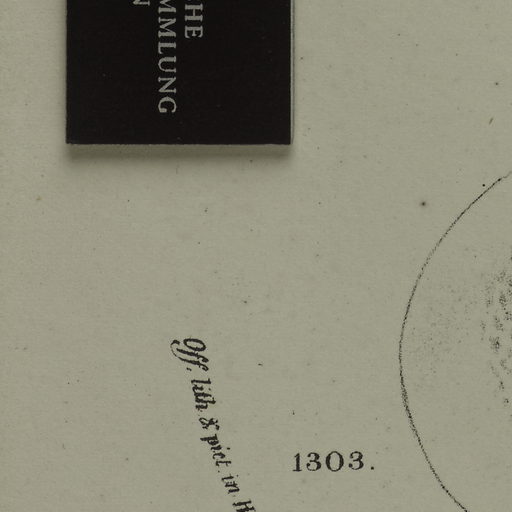 HE
MMLUNG
N
Off. lith. & pict. in H
1303.